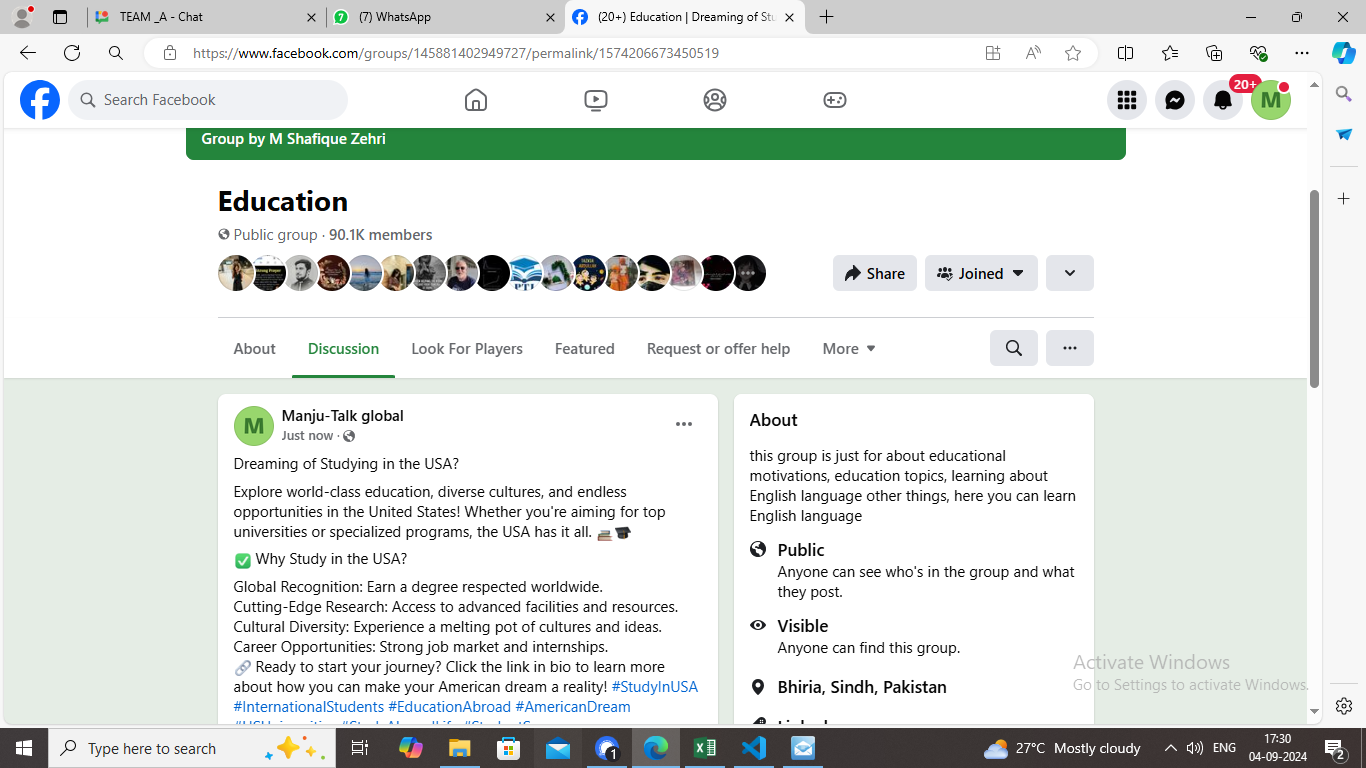 TEAM _A - Chat
(7) WhatsApp
(20+) Education | Dreaming of Stu
https://www.facebook.com/groups/145881402949727/permalink/1574206673450519
Search Facebook
20+
M
Group by M Shafique Zehri
Education
Public group · 90.1K members
Share
Joined
About
Discussion
Look For Players
Featured
Request or offer help
More
M
Manju-Talk global
Just now ·
Dreaming of Studying in the USA?
Explore world-class education, diverse cultures, and endless
opportunities in the United States! Whether you're aiming for top
universities or specialized programs, the USA has it all. 📚🎓
✅ Why Study in the USA?
Global Recognition: Earn a degree respected worldwide.
Cutting-Edge Research: Access to advanced facilities and resources.
Cultural Diversity: Experience a melting pot of cultures and ideas.
Career Opportunities: Strong job market and internships.
🔗 Ready to start your journey? Click the link in bio to learn more
about how you can make your American dream a reality! #StudyInUSA
#InternationalStudents #EducationAbroad #AmericanDream
About
this group is just for about educational
motivations, education topics, learning about
English language other things, here you can learn
English language
Public
Anyone can see who's in the group and what
they post.
Visible
Anyone can find this group.
Bhiria, Sindh, Pakistan
Activate Windows
Go to Settings to activate Windows.
Type here to search
1
27°C Mostly cloudy
ENG
17:30
04-09-2024
2